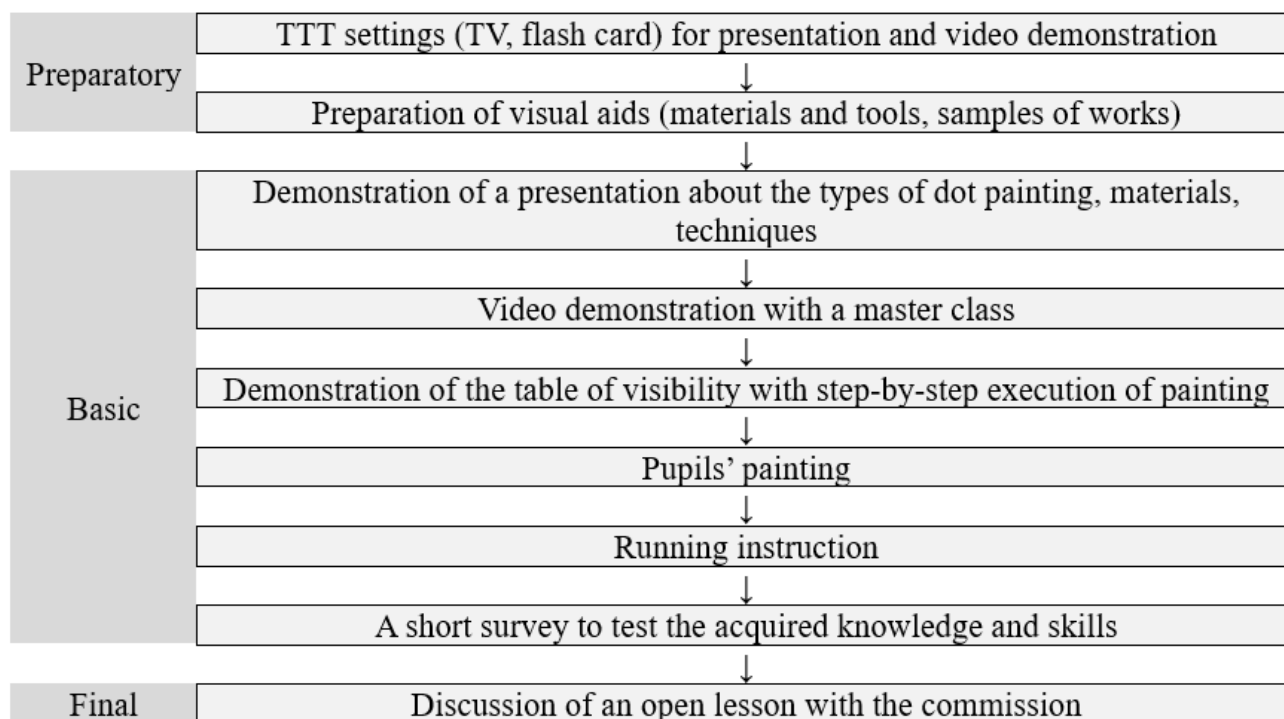 Preparatory
TTT settings (TV, flash card) for presentation and video demonstration
↓
Preparation of visual aids (materials and tools, samples of works)
↓
Basic
Demonstration of a presentation about the types of dot painting, materials,
techniques
↓
Video demonstration with a master class
↓
Demonstration of the table of visibility with step-by-step execution of painting
↓
Pupils’ painting
↓
Running instruction
↓
A short survey to test the acquired knowledge and skills
↓
Final
Discussion of an open lesson with the commission